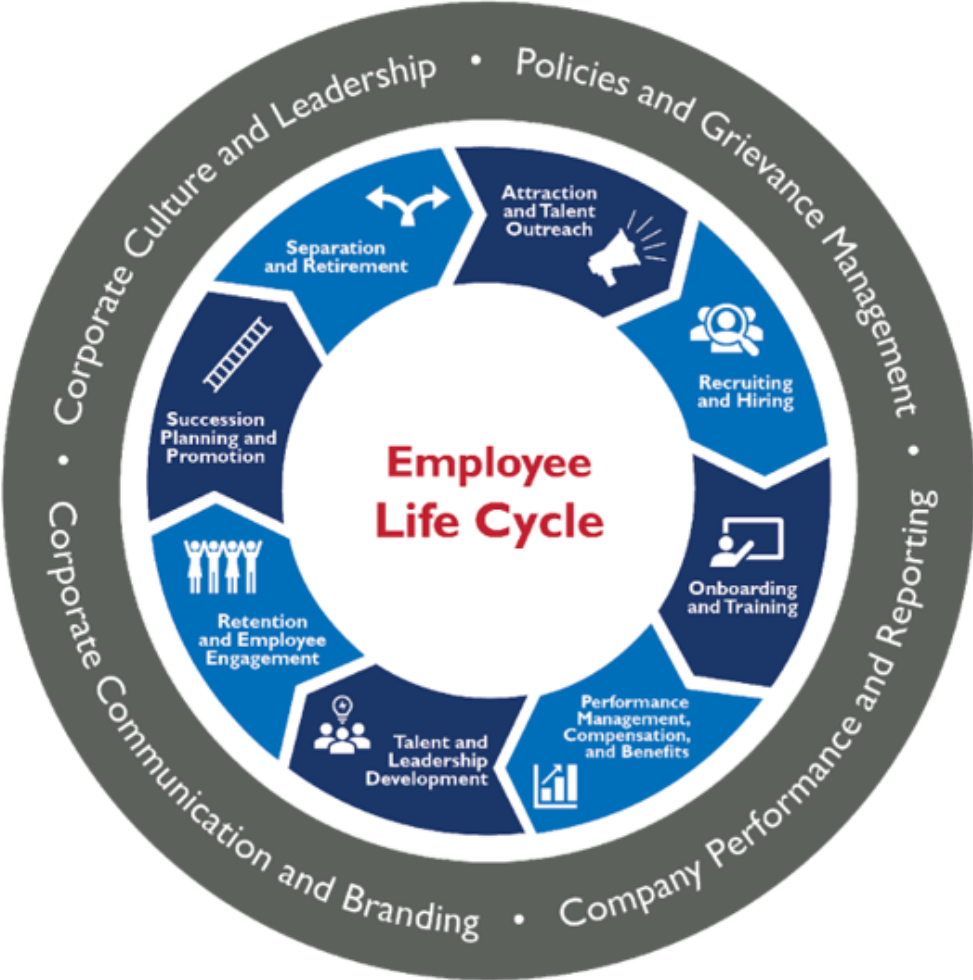 Corporate Culture and Leadership • Policies and Grievance Management •
Company Performance and Reporting •
Corporate Communication and Branding •
Employee
Life Cycle
Attraction
and Talent
Outreach
Recruiting
and Hiring
Onboarding
and Training
Performance
Management,
Compensation,
and Benefits
Talent and
Leadership
Development
Retention
and Employee
Engagement
Succession
Planning and
Promotion
Separation
and Retirement